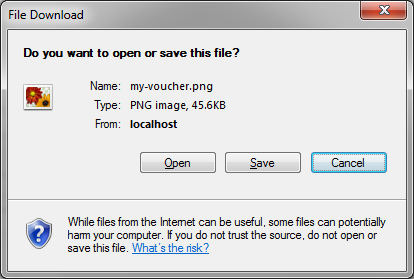 File Download
Do you want to open or save this file?
Name: my-voucher.png
Type: PNG image, 45.6KB
From: localhost
Open Save Cancel
While files from the Internet can be useful, some files can potentially
harm your computer. If you do not trust the source, do not open or
save this file. What's the risk?